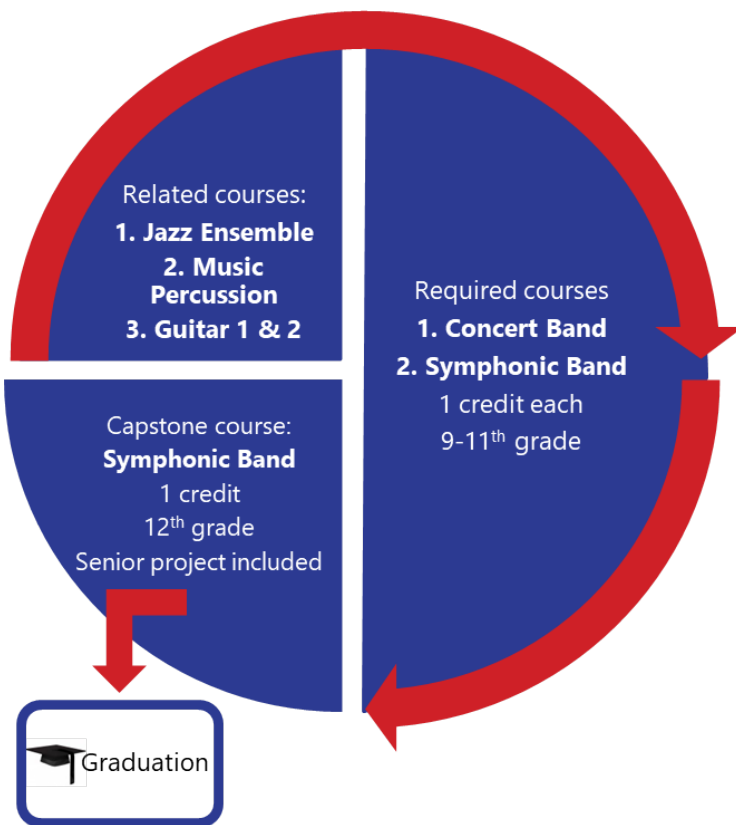 Related courses:
1. Jazz Ensemble
2. Music
Percussion
3. Guitar 1 & 2
Required courses
1. Concert Band
2. Symphonic Band
1 credit each
9-11th grade
Capstone course:
Symphonic Band
1 credit
12th grade
Senior project included
Graduation